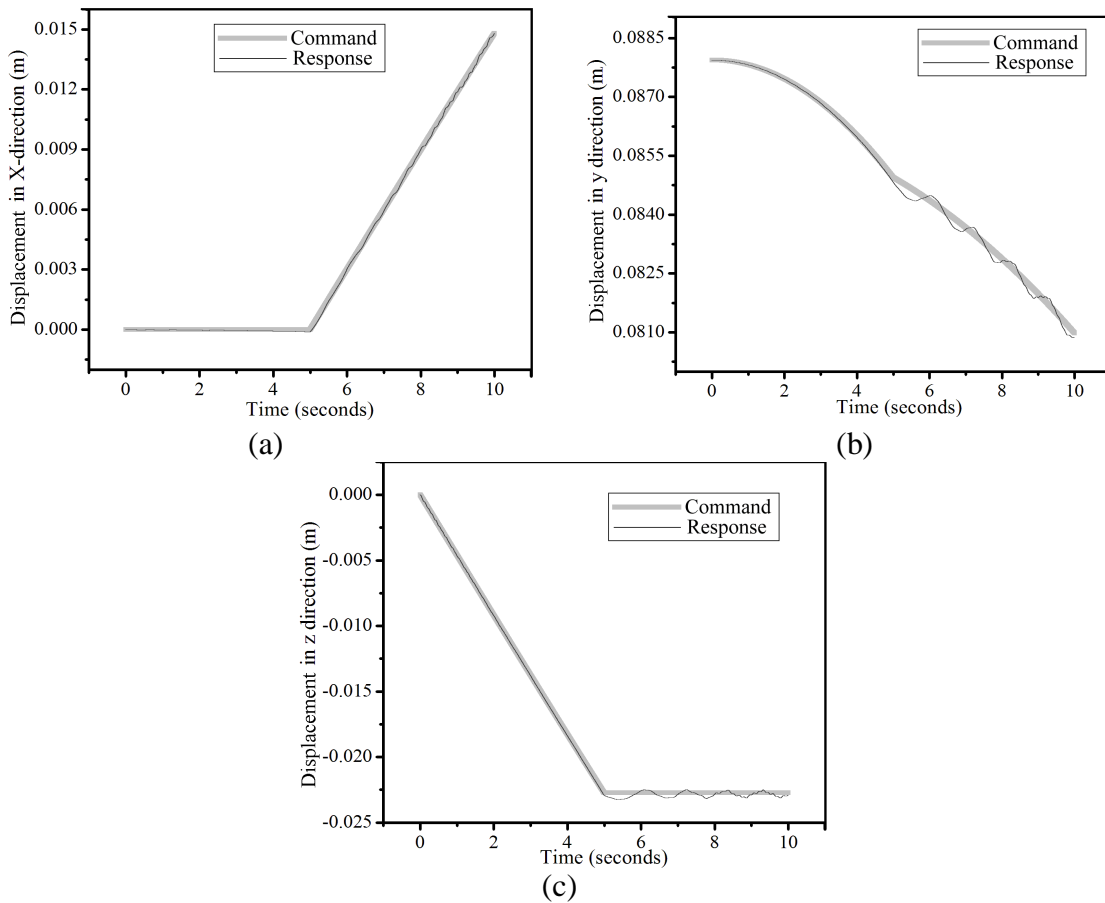 0.015
0.012
0.009
0.006
0.003
0.000
Displacement in X-direction (m)
Command
Response
0 2 4 6 8 10
Time (seconds)
(a)
0.0885
0.0870
0.0855
0.0840
0.0825
0.0810
Displacement in y direction (m.)
Command
Response
0 2 4 6 8 10
Time (seconds)
(b)
0.000
-0.005
-0.010
-0.015
-0.020
-0.025
Displacement in z direction (m)
Command
Response
0 2 4 6 8 10
Time (seconds)
(c)